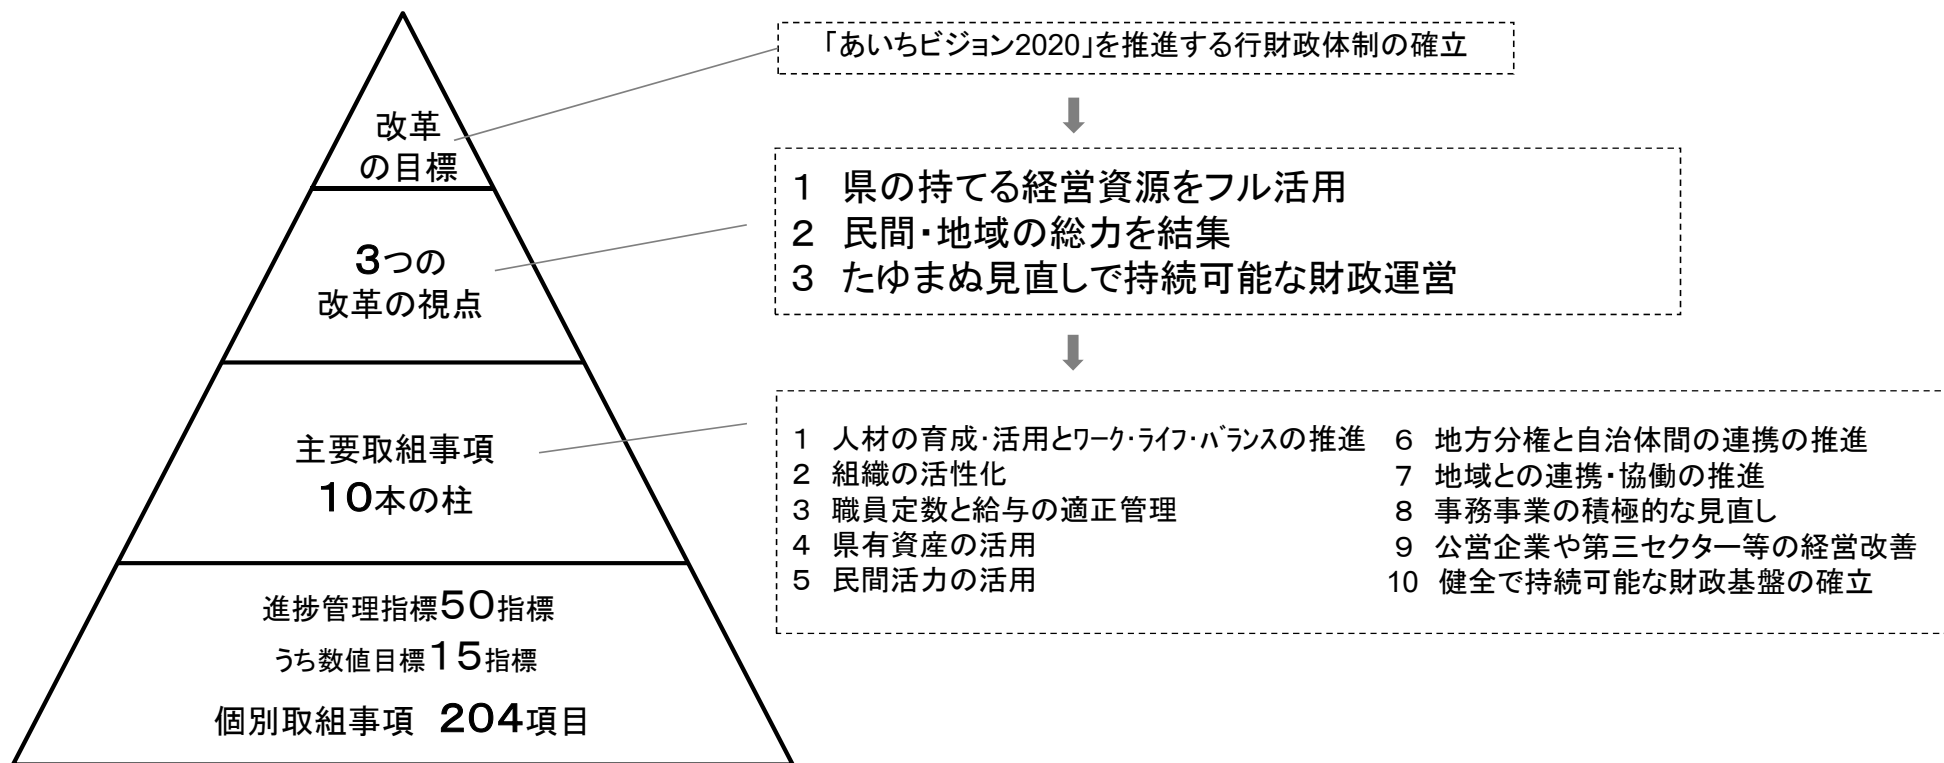 改革
の目標
「あいちビジョン2020」を推進する行財政体制の確立
3つの
改革の視点
1 県の持てる経営資源をフル活用
2 民間・地域の総力を結集
3 たゆまぬ見直しで持続可能な財政運営
主要取組事項
10本の柱
1 人材の育成・活用とﾜｰｸ・ﾗｲﾌ・ﾊﾞﾗﾝｽの推進
2 組織の活性化
3 職員定数と給与の適正管理
4 県有資産の活用
5 民間活力の活用
6 地方分権と自治体間の連携の推進
7 地域との連携・協働の推進
8 事務事業の積極的な見直し
9 公営企業や第三セクター等の経営改善
10 健全で持続可能な財政基盤の確立
進捗管理指標50指標
うち数値目標15指標
個別取組事項 204項目